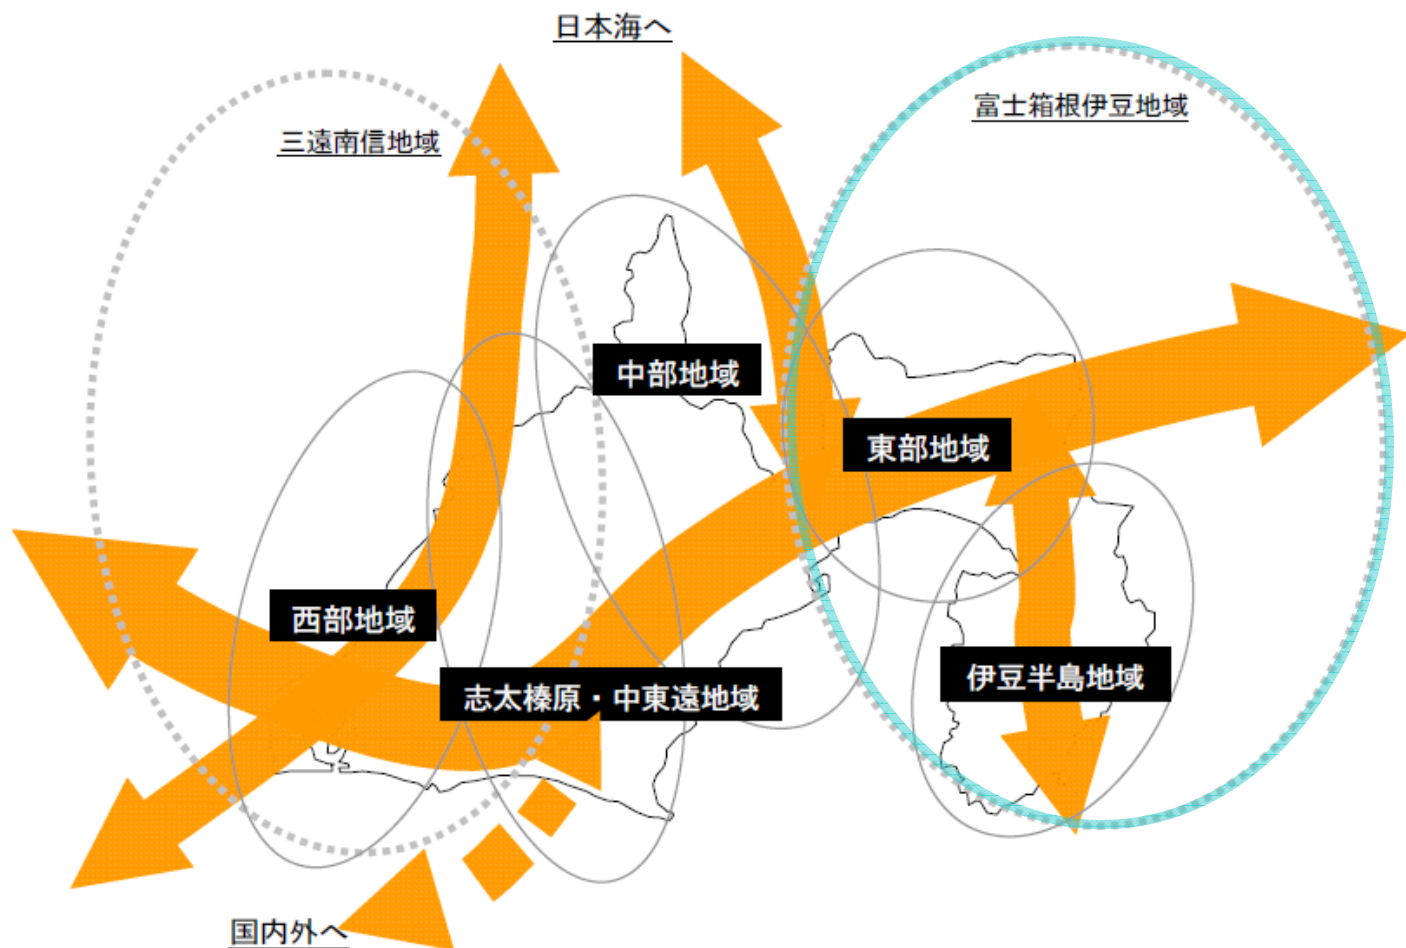 日本海へ
富士箱根伊豆地域
三遠南信地域
中部地域
東部地域
西部地域
伊豆半島地域
志太榛原・中東遠地域
国内外へ